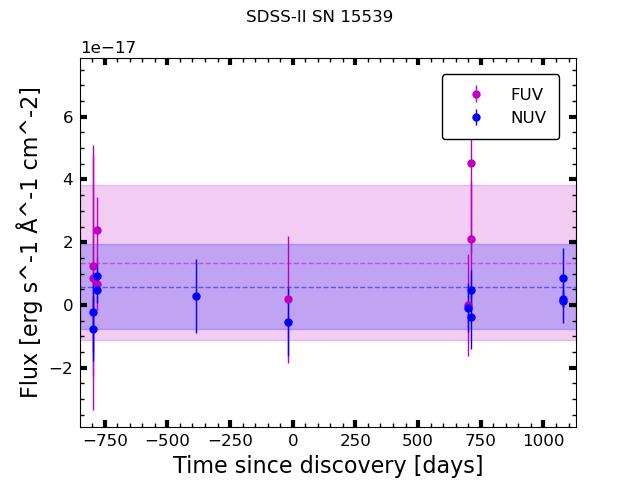 SDSS-II SN 15539
1e−17
FUV
NUV
6
4
2
0
−2
Flux [erg s^-1 Å^-1 cm^-2]
−750 −500 −250 0 250 500 750 1000
Time since discovery [days]